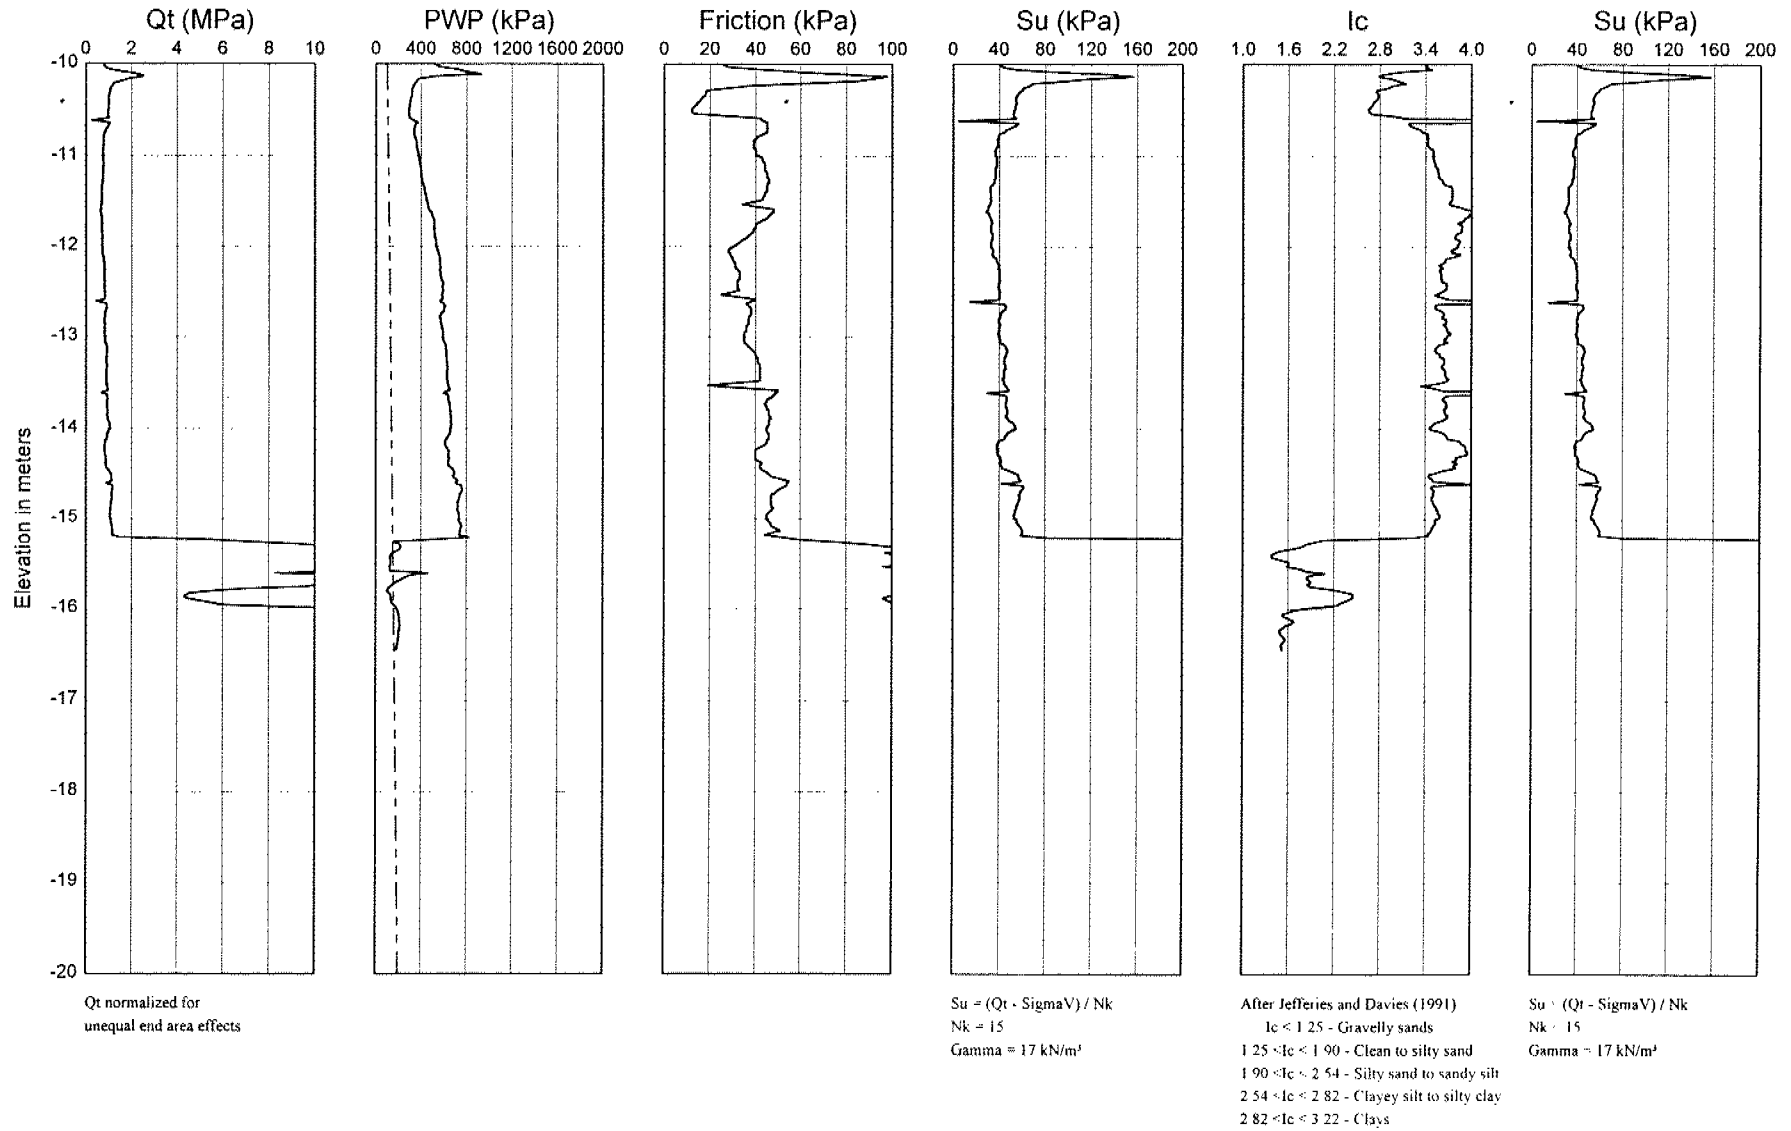 Qt (MPa) PWP (kPa) Friction (kPa) Su (kPa) Ic Su (kPa)
0 2 4 6 8 10 0 400 800 1200 1600 2000 0 20 40 60 80 100 0 40 80 120 160 200 1.0 1.6 2.2 2.8 3.4 4.0 0 40 80 120 160 200
-10
-11
-12
-13
-14
-15
-16
-17
-18
-19
-20
Elevation in meters
Qt normalized for
unequal end area effects
Su = (Qt - SigmaV) / Nk
Nk = 15
Gamma = 17 kN/m³
After Jefferies and Davies (1991)
Ic < 1 25 - Gravelly sands
1 25 <Ic < 1 90 - Clean to silty sand
1 90 <Ic < 2 54 - Silty sand to sandy silt
2 54 <Ic < 2 82 - Clayey silt to silty clay
2 82 <Ic < 3 22 - Clays
Su (Qt - SigmaV) / Nk
Nk 15
Gamma = 17 kN/m³